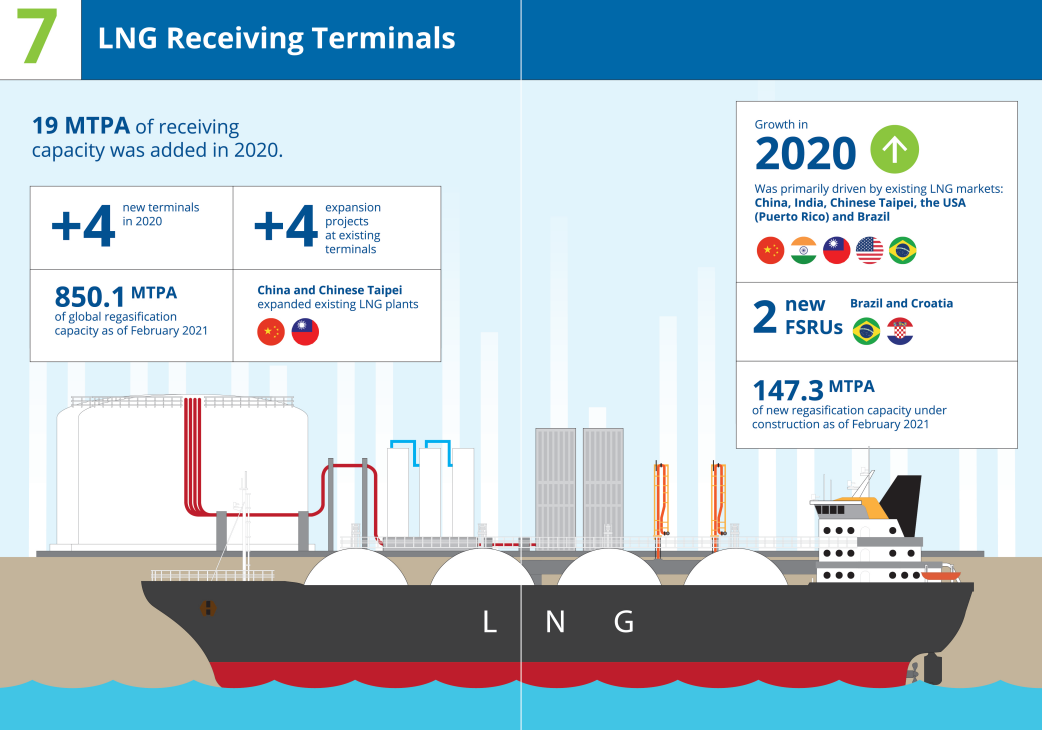 7
LNG Receiving Terminals
19 MTPA of receiving
capacity was added in 2020.
+4
new terminals
in 2020
+4
expansion
projects
at existing
terminals
850.1 MTPA
of global regasification
capacity as of February 2021
China and Chinese Taipei
expanded existing LNG plants
Growth in
2020
Was primarily driven by existing LNG markets:
China, India, Chinese Taipei, the USA
(Puerto Rico) and Brazil
2
new
FSRUs
Brazil and Croatia
147.3 MTPA
of new regasification capacity under
construction as of February 2021
L N G